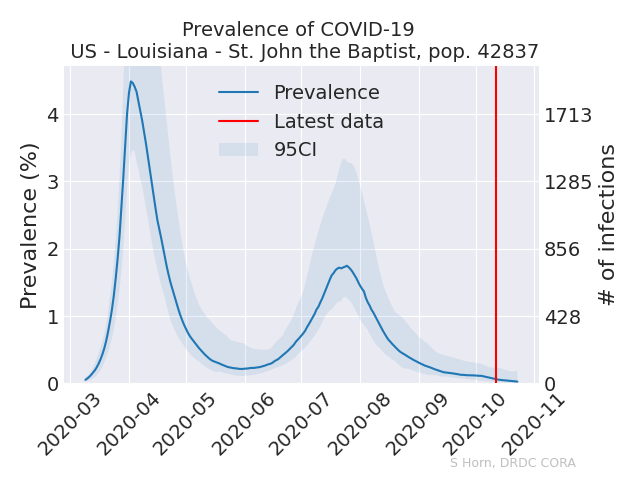 Prevalence of COVID-19
US - Louisiana - St. John the Baptist, pop. 42837
Prevalence
Latest data
95CI
Prevalence (%)
4
3
2
1
0
1713
1285
856
428
0
# of infections
2020-03
2020-04
2020-05
2020-06
2020-07
2020-08
2020-09
2020-10
2020-11
S Horn, DRDC CORA